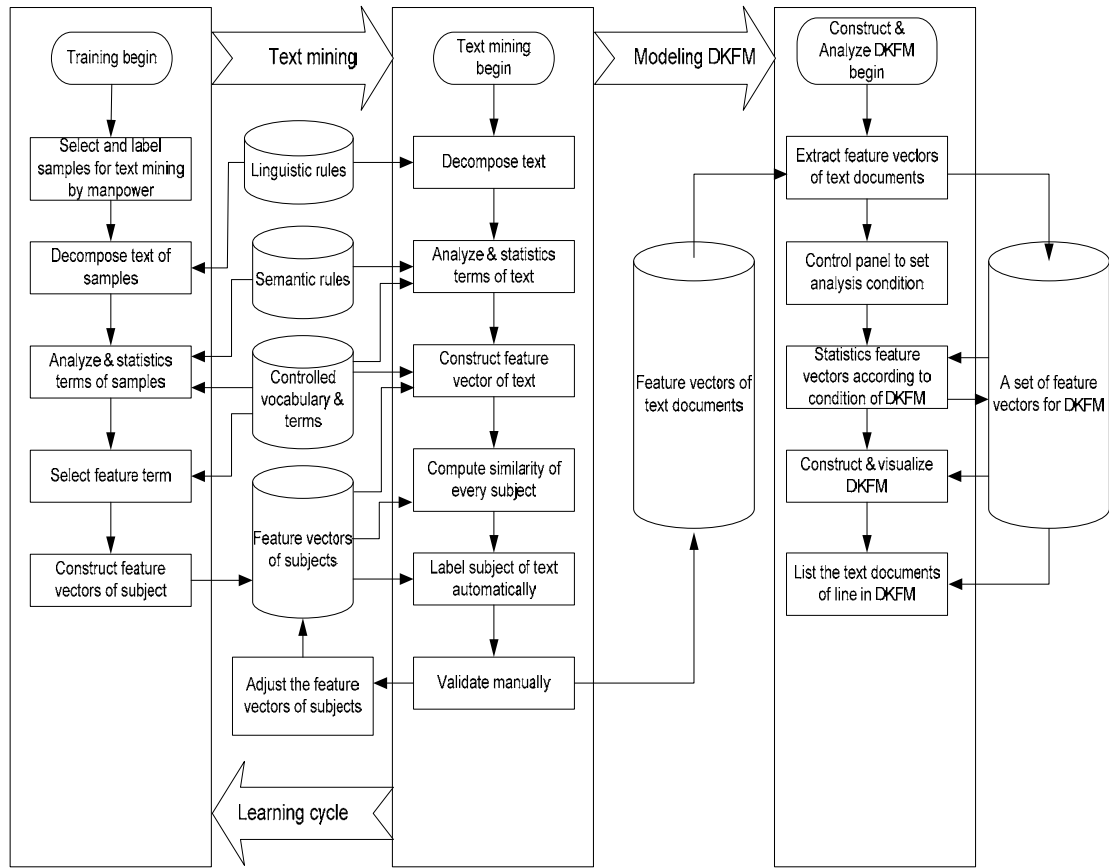 Training begin
Select and label
samples for text mining
by manpower
Decompose text of
samples
Analyze & statistics
terms of samples
Select feature term
Construct feature
vectors of subject
Text mining
Linguistic rules
Semantic rules
Controlled
vocabulary &
terms
Feature vectors
of subjects
Adjust the feature
vectors of subjects
Learning cycle
Text mining
begin
Decompose text
Analyze & statistics
terms of text
Construct feature
vector of text
Compute similarity of
every subject
Label subject of text
automatically
Validate manually
Modeling DKFM
Feature vectors of
text documents
Construct &
Analyze DKFM
begin
Extract feature vectors
of text documents
Control panel to set
analysis condition
Statistics feature
vectors according to
condition of DKFM
Construct & visualize
DKFM
List the text documents
of line in DKFM
A set of feature
vectors for DKFM